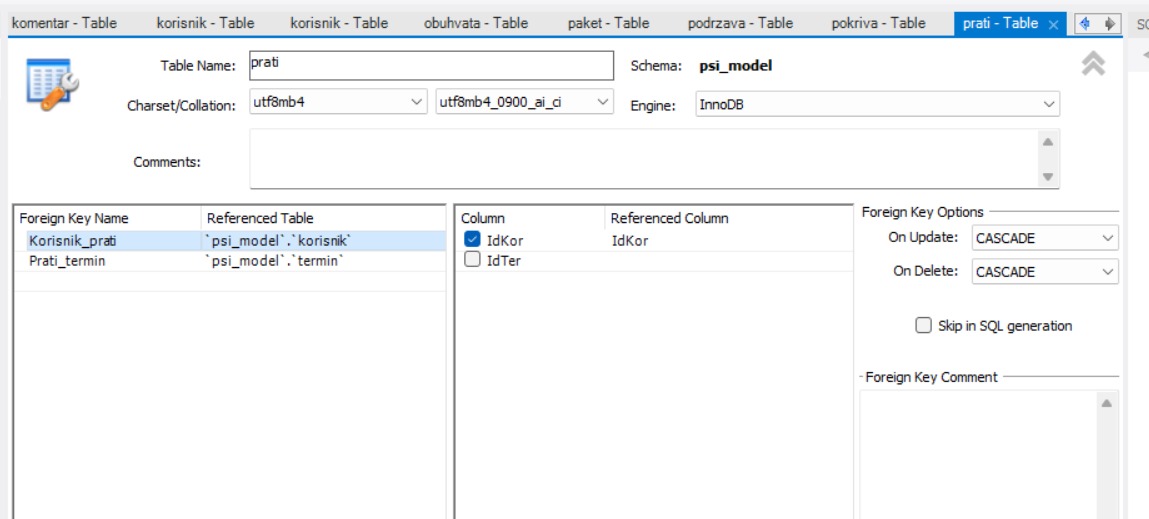 komentar - Table korisnik - Table korisnik - Table obuhvata - Table paket - Table podrzava - Table pokriva - Table prati - Table × SC
Table Name: prati Schema: psi_model
Charset/Collation: utf8mb4 utf8mb4_0900_ai_ci Engine: InnoDB
Comments:
Foreign Key Name Referenced Table Column Referenced Column Foreign Key Options
Korisnik_prati `psi_model`.`korisnik` IdKor IdKor On Update: CASCADE
Prati_termin `psi_model`.`termin` IdTer On Delete: CASCADE
Skip in SQL generation
Foreign Key Comment